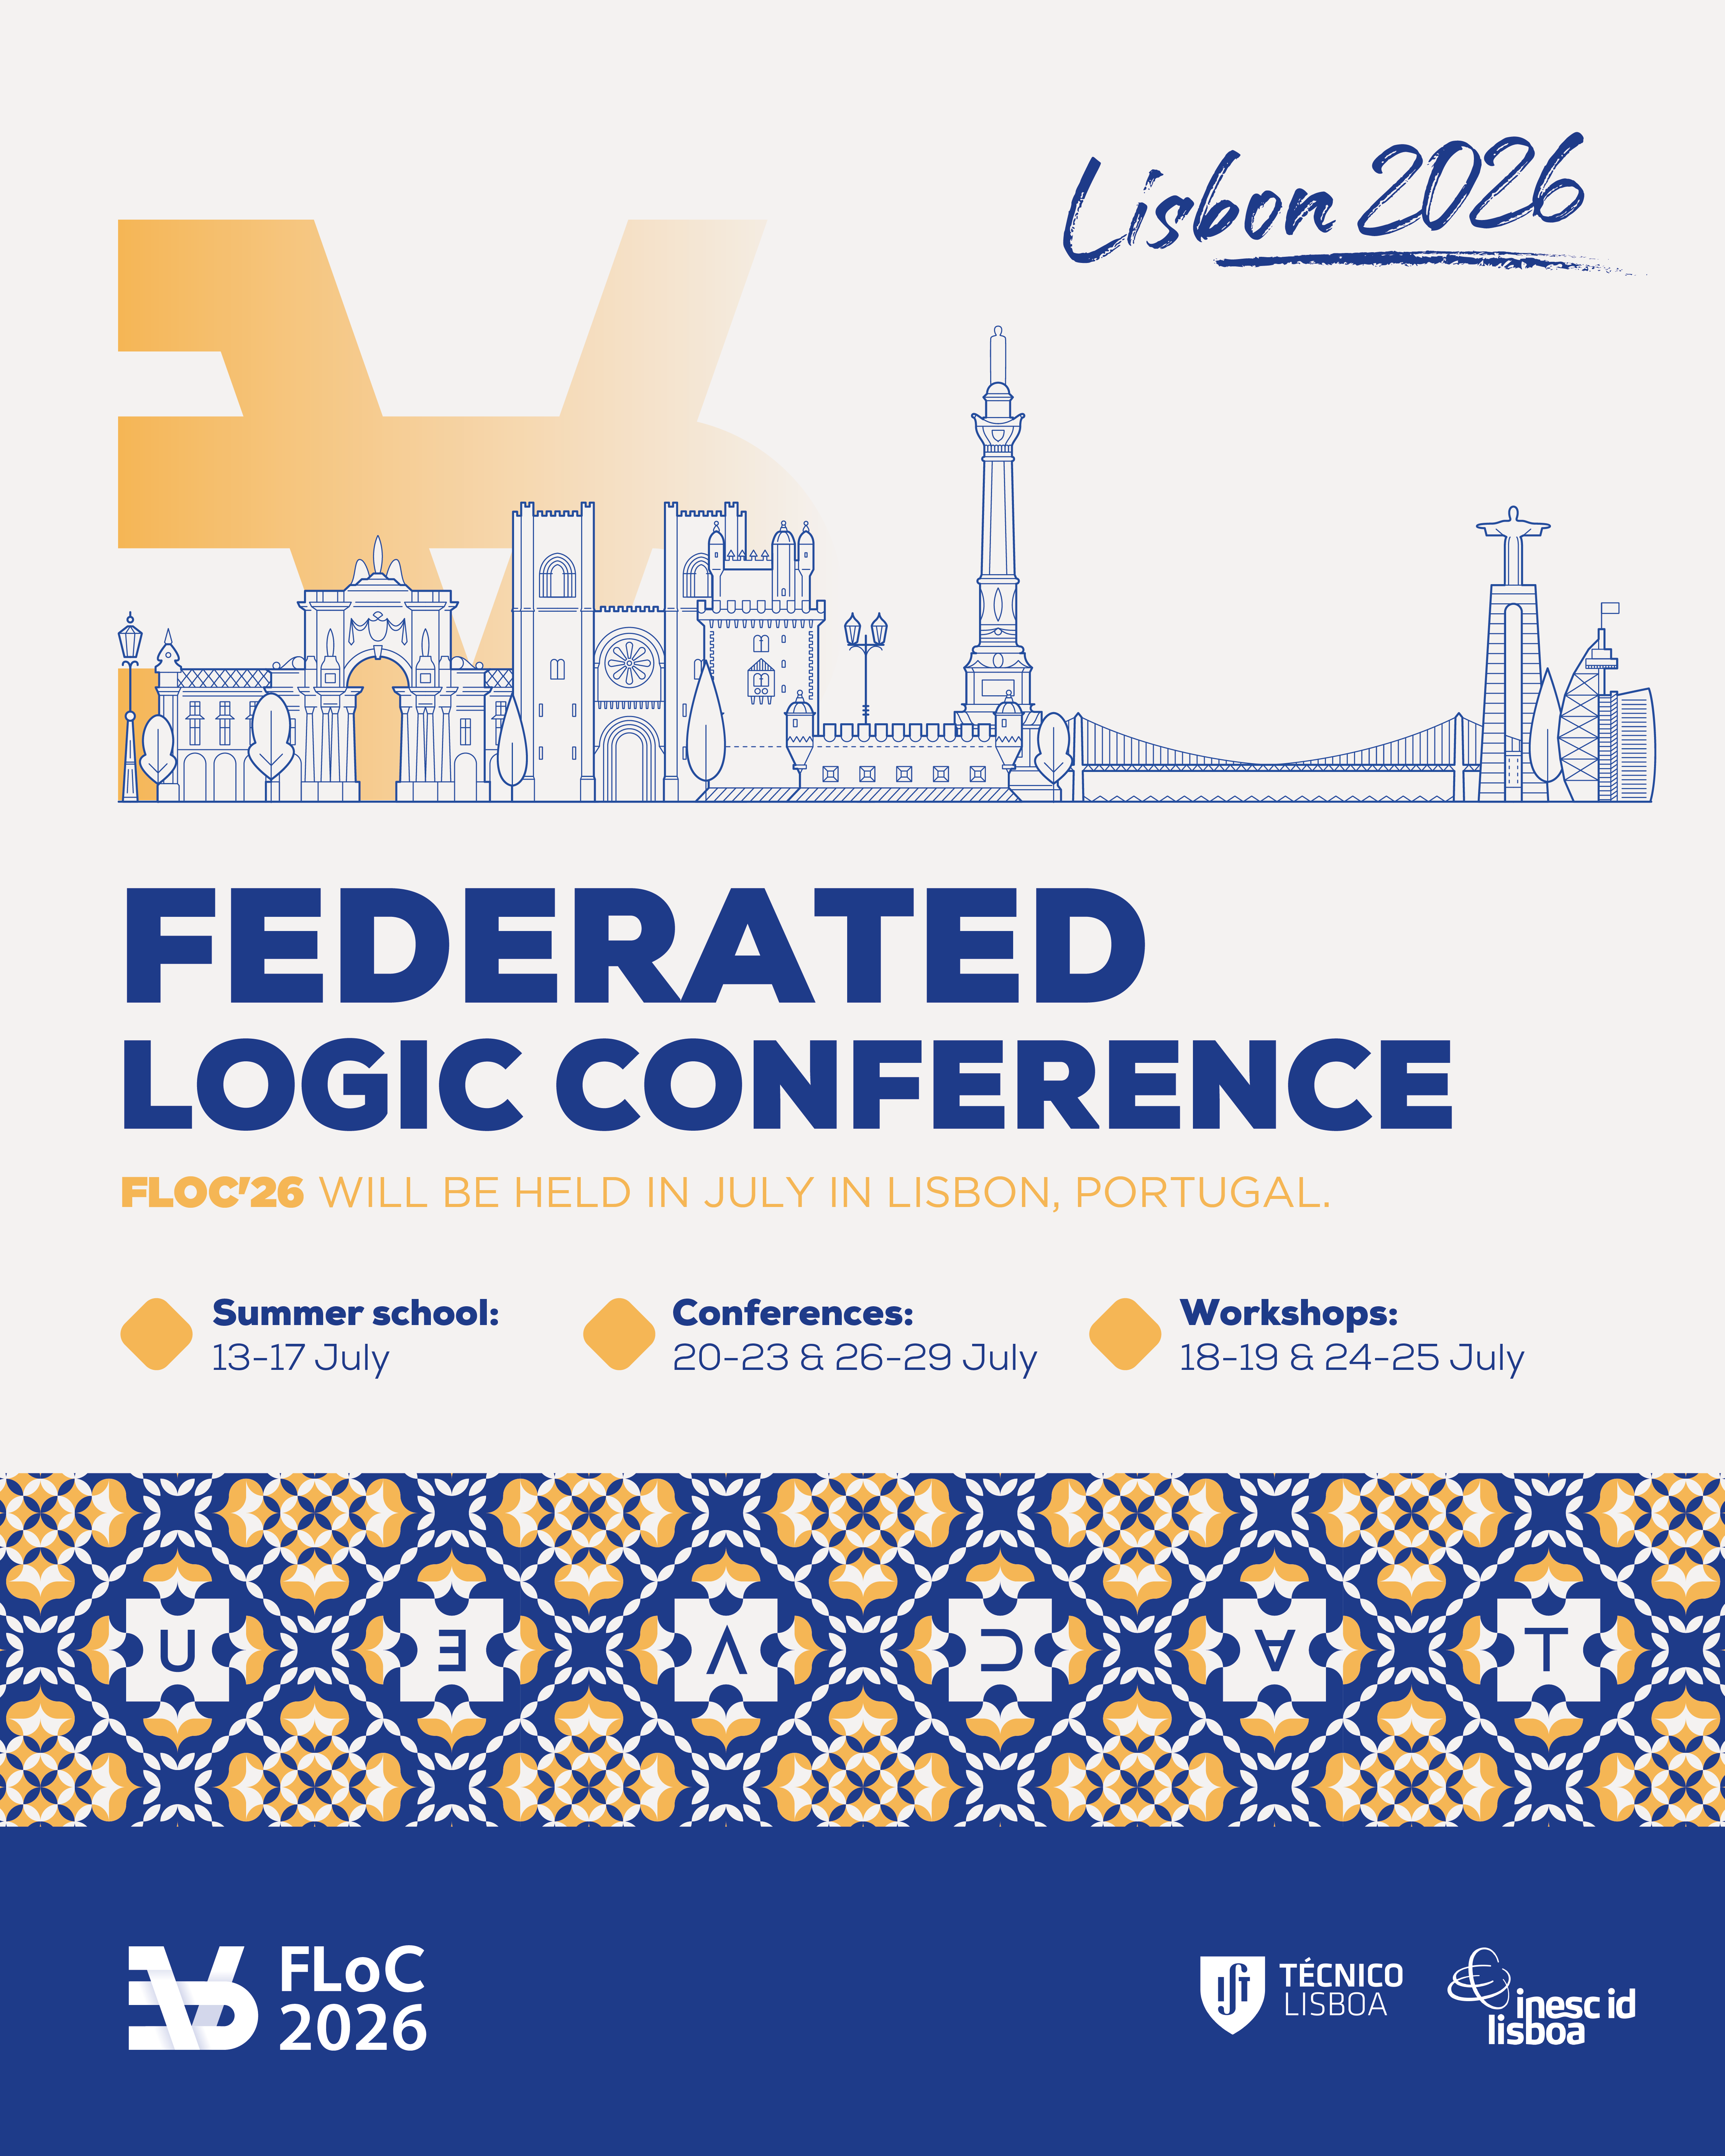 Lisbon 2026
FEDERATED
LOGIC CONFERENCE
FLOC'26 WILL BE HELD IN JULY IN LISBON, PORTUGAL.
Summer school:
13-17 July
Conferences:
20-23 & 26-29 July
Workshops:
18-19 & 24-25 July
U Ǝ Λ ⊃ ∀ T
FLoC
2026
IST
TÉCNICO
LISBOA
inesc id
lisboa